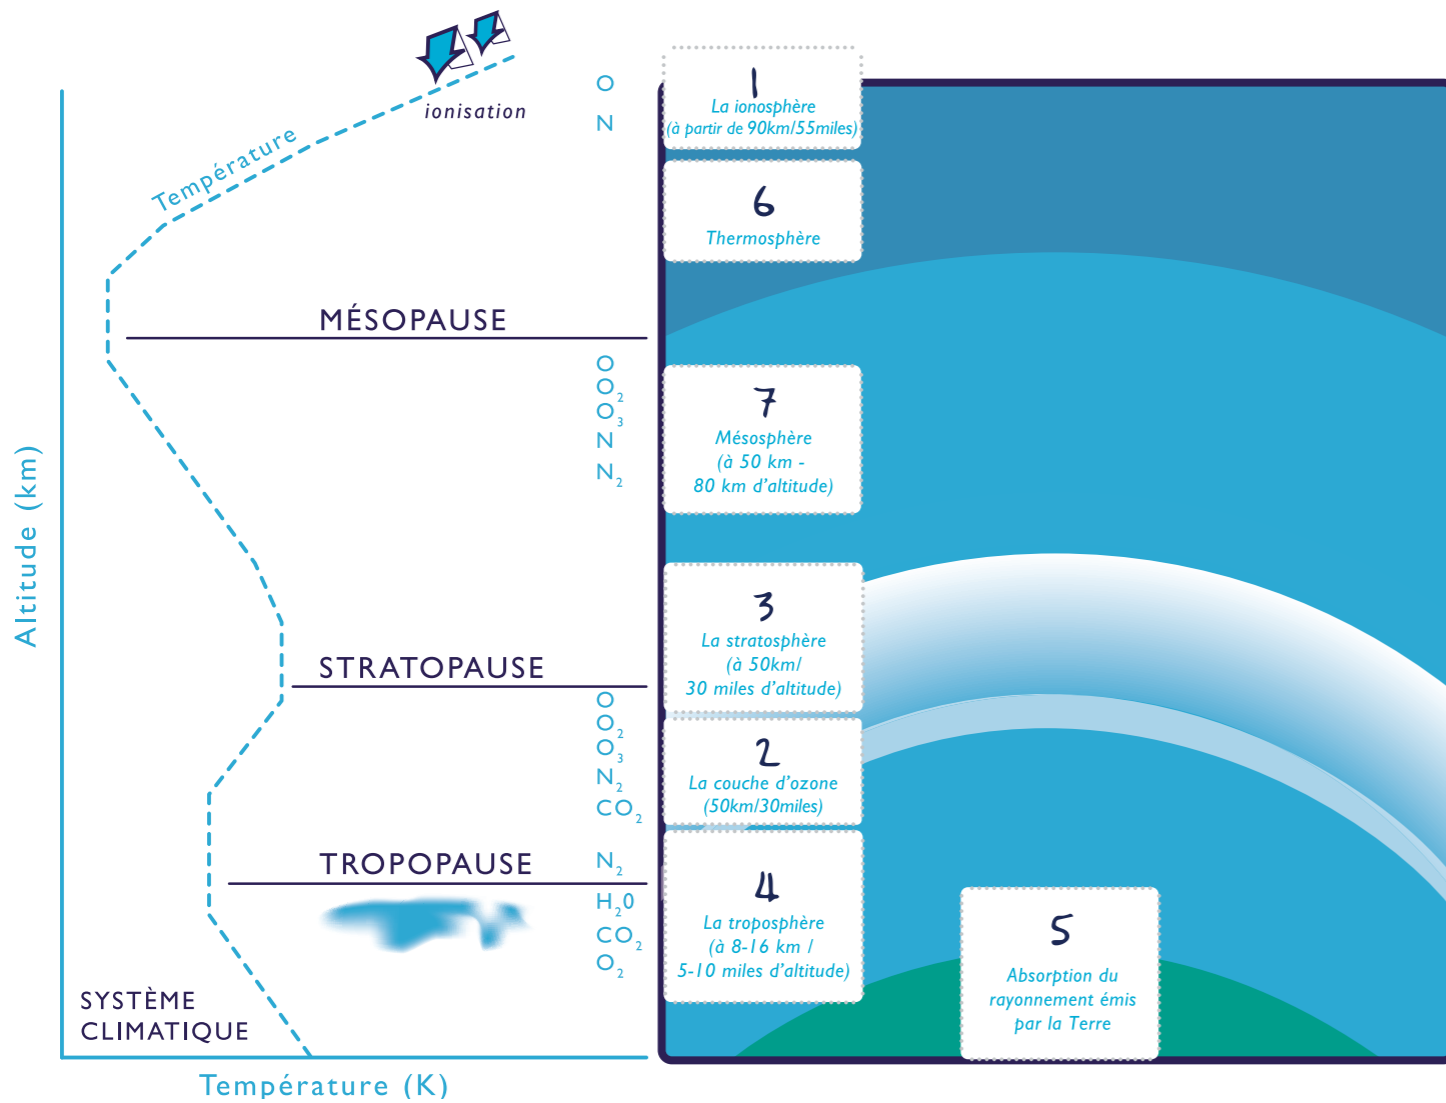 ionisation
Température
O
N
1
La ionosphère
(à partir de 90km/55miles)
6
Thermosphère
MÉSOPAUSE
O
O₂
O₃
N
N₂
7
Mésosphère
(à 50 km -
80 km d'altitude)
Altitude (km)
3
La stratosphère
(à 50km/
30 miles d'altitude)
STRATOPAUSE
O
O₂
O₃
N₂
CO₂
2
La couche d'ozone
(50km/30miles)
TROPOPAUSE
N₂
H₂0
CO₂
O₂
4
La troposphère
(à 8-16 km /
5-10 miles d'altitude)
5
Absorption du
rayonnement émis
par la Terre
SYSTÈME
CLIMATIQUE
Température (K)